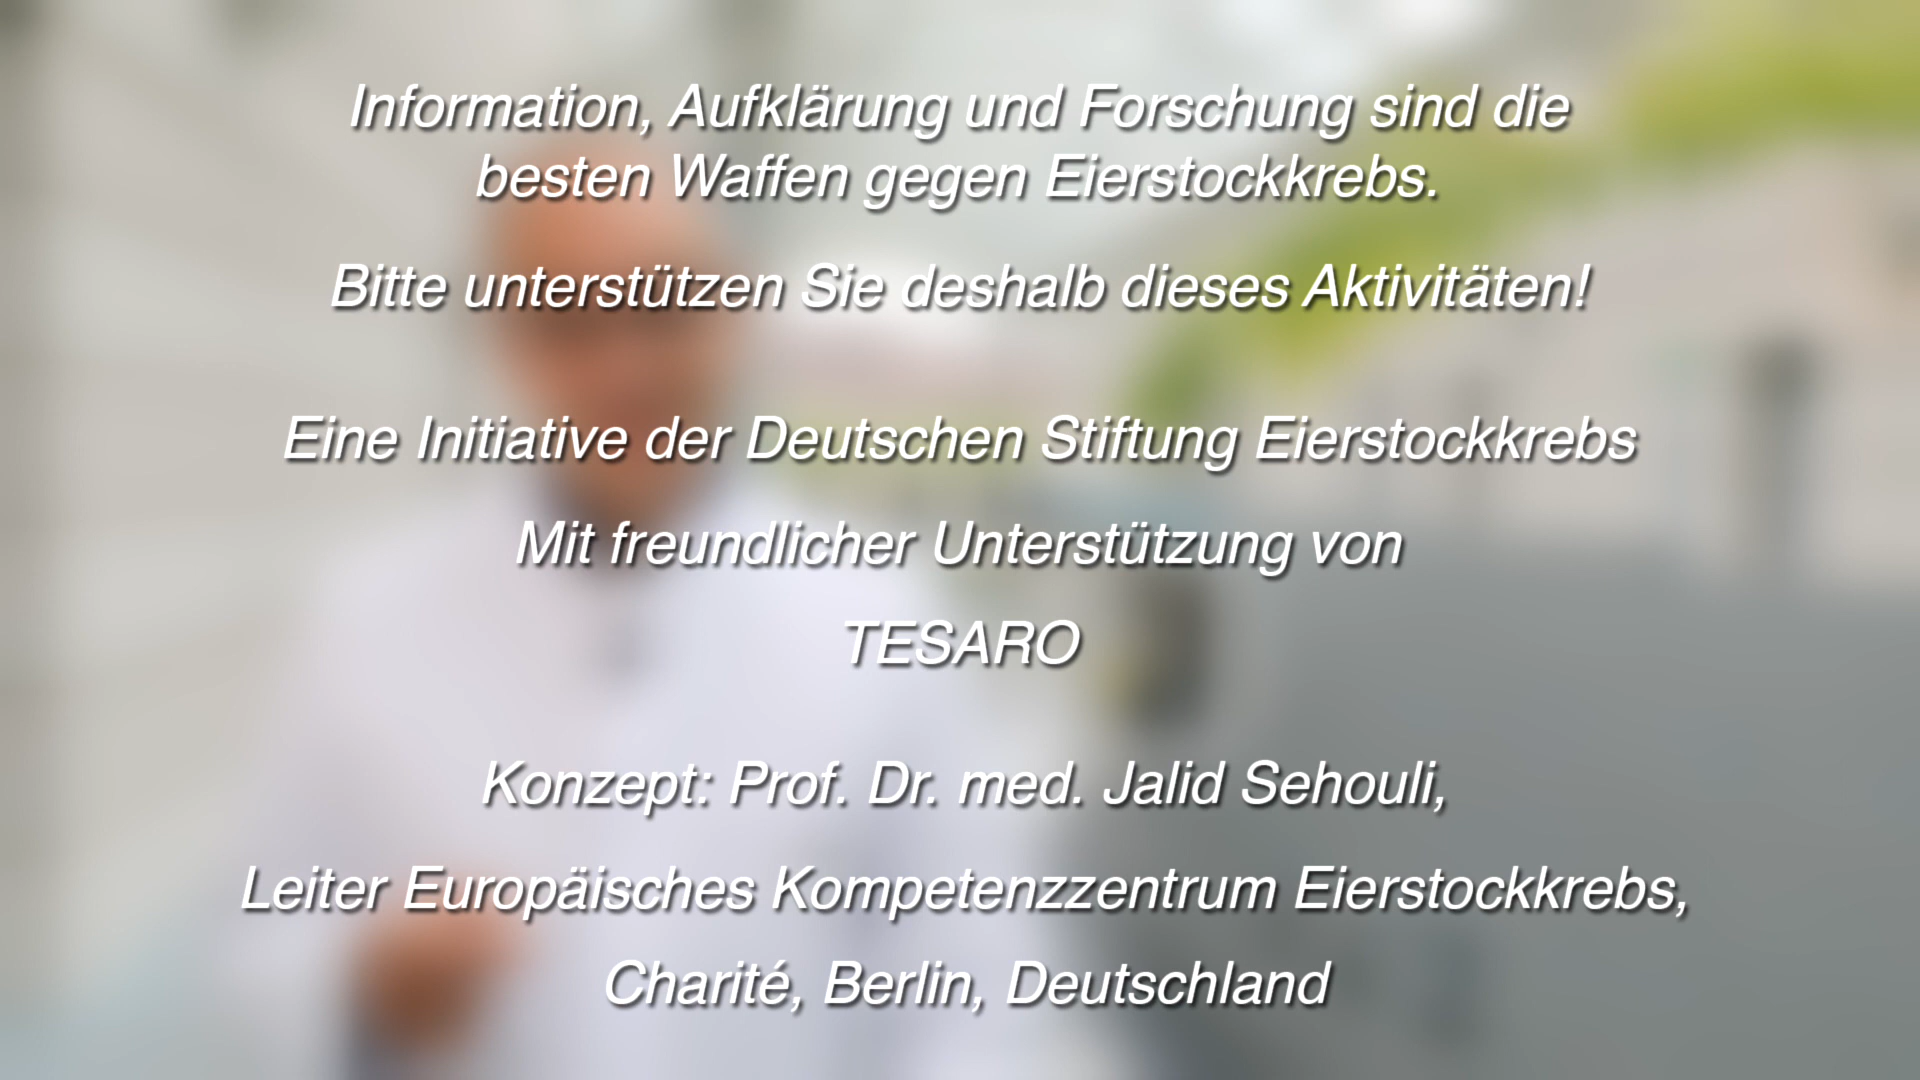 Information, Aufklärung und Forschung sind die
besten Waffen gegen Eierstockkrebs.
Bitte unterstützen Sie deshalb dieses Aktivitäten!
Eine Initiative der Deutschen Stiftung Eierstockkrebs
Mit freundlicher Unterstützung von
TESARO
Konzept: Prof. Dr. med. Jalid Sehouli,
Leiter Europäisches Kompetenzzentrum Eierstockkrebs,
Charité, Berlin, Deutschland